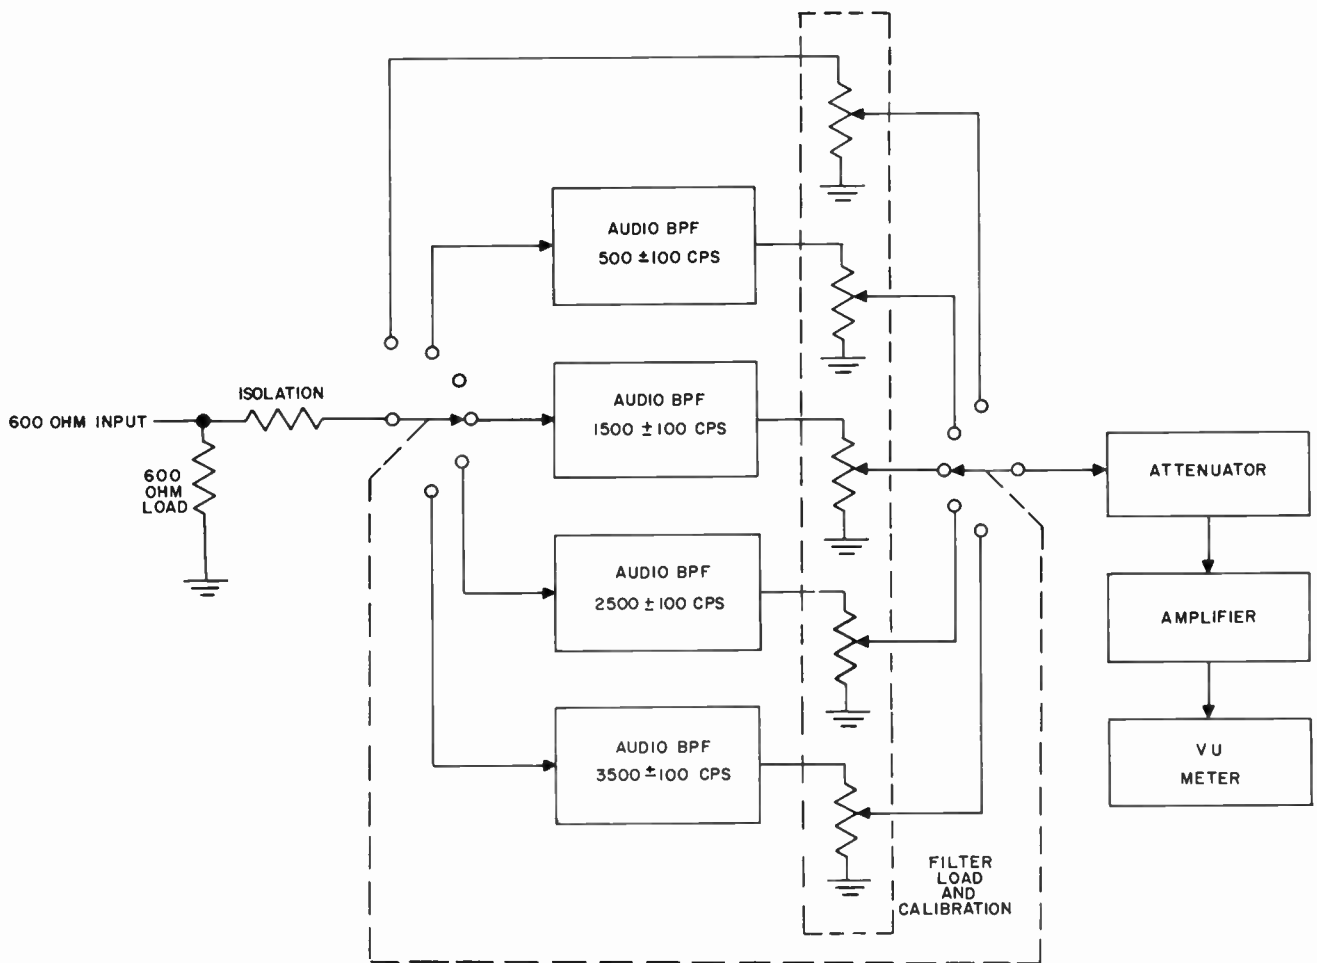 AUDIO BPF
500 ±100 CPS
600 OHM INPUT
ISOLATION
600
OHM
LOAD
AUDIO BPF
1500 ±100 CPS
ATTENUATOR
AUDIO BPF
2500 ±100 CPS
AMPLIFIER
AUDIO BPF
3500 ±100 CPS
VU
METER
FILTER
LOAD
AND
CALIBRATION